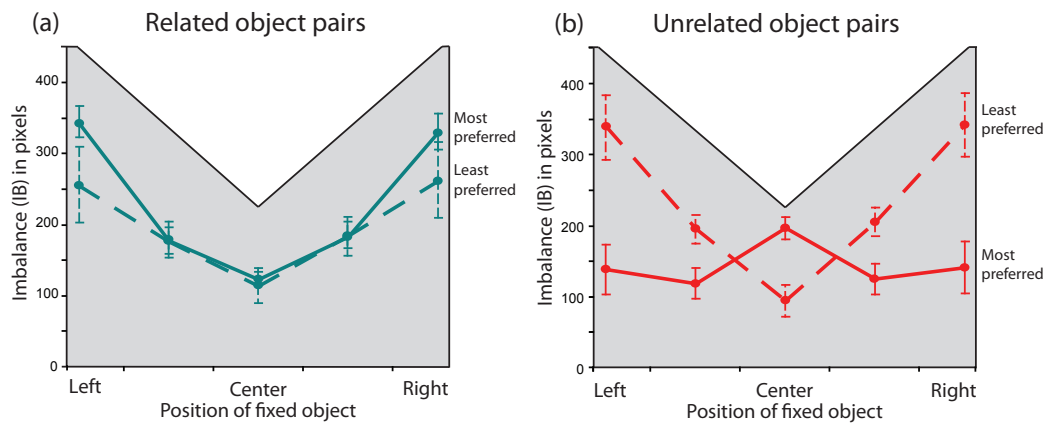 (a) Related object pairs
Imbalance (IB) in pixels
400
300
200
100
0
Most
preferred
Least
preferred
Left Center Right
Position of fixed object
(b) Unrelated object pairs
Imbalance (IB) in pixels
400
300
200
100
0
Least
preferred
Most
preferred
Left Center Right
Position of fixed object